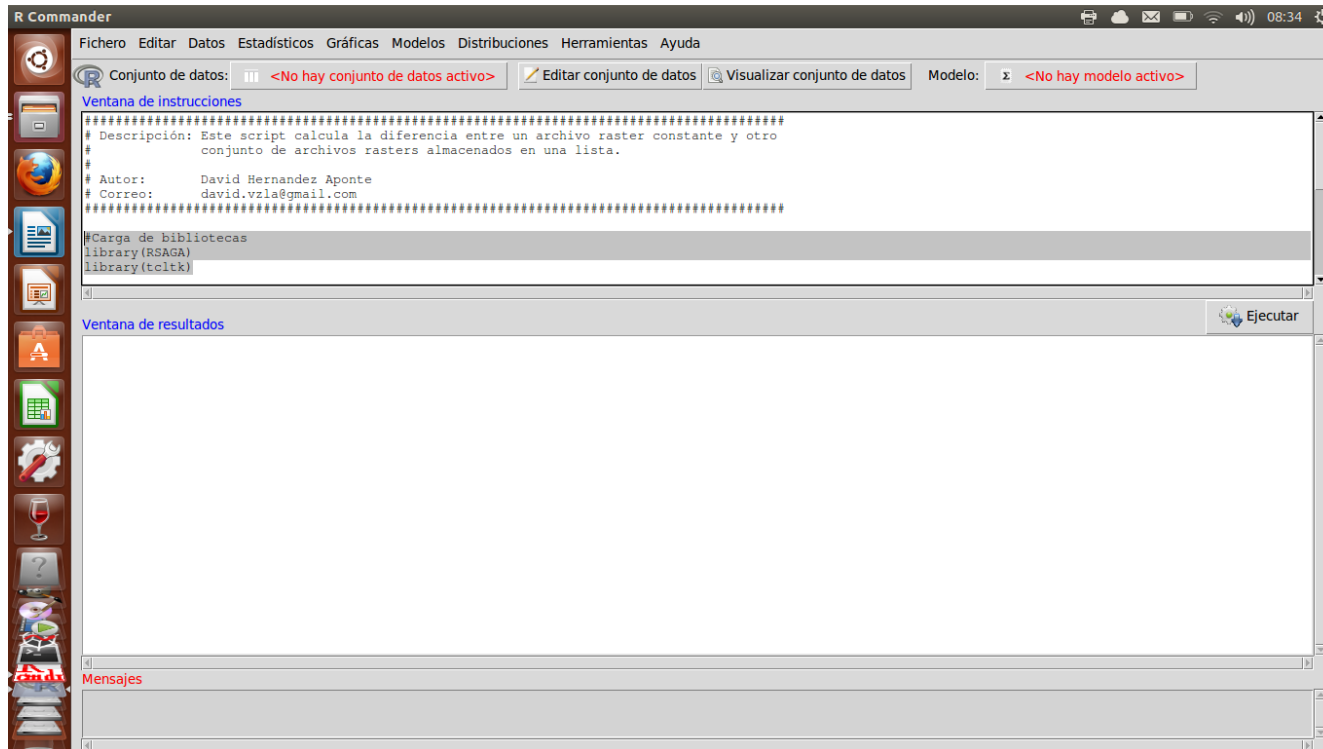 R Commander
08:34
Fichero Editar Datos Estadísticos Gráficas Modelos Distribuciones Herramientas Ayuda
R Conjunto de datos: <No hay conjunto de datos activo> Editar conjunto de datos Visualizar conjunto de datos Modelo: Σ <No hay modelo activo>
Ventana de instrucciones
##########################################################################################
# Descripción: Este script calcula la diferencia entre un archivo raster constante y otro
# conjunto de archivos rasters almacenados en una lista.
#
# Autor: David Hernandez Aponte
# Correo: david.vzla@gmail.com
##########################################################################################
#Carga de bibliotecas
library(RSAGA)
library(tcltk)
Ejecutar
Ventana de resultados
Mensajes